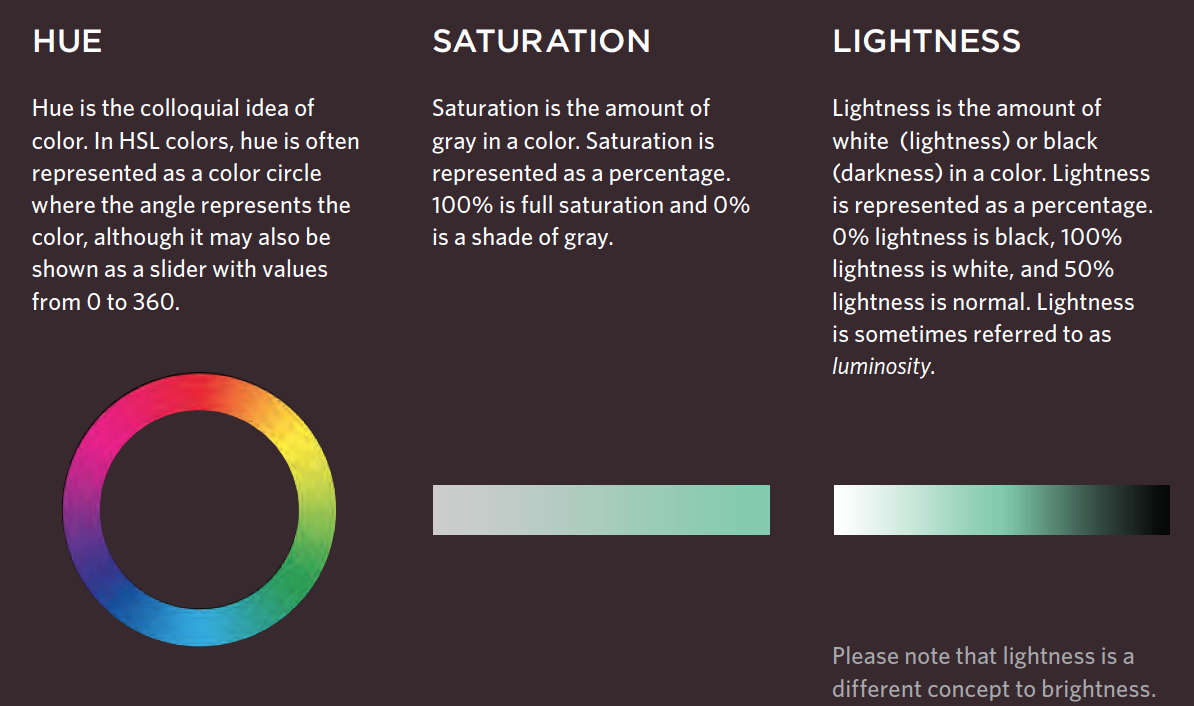 HUE
Hue is the colloquial idea of
color. In HSL colors, hue is often
represented as a color circle
where the angle represents the
color, although it may also be
shown as a slider with values
from 0 to 360.
SATURATION
Saturation is the amount of
gray in a color. Saturation is
represented as a percentage.
100% is full saturation and 0%
is a shade of gray.
LIGHTNESS
Lightness is the amount of
white (lightness) or black
(darkness) in a color. Lightness
is represented as a percentage.
0% lightness is black, 100%
lightness is white, and 50%
lightness is normal. Lightness
is sometimes referred to as
luminosity.
Please note that lightness is a
different concept to brightness.